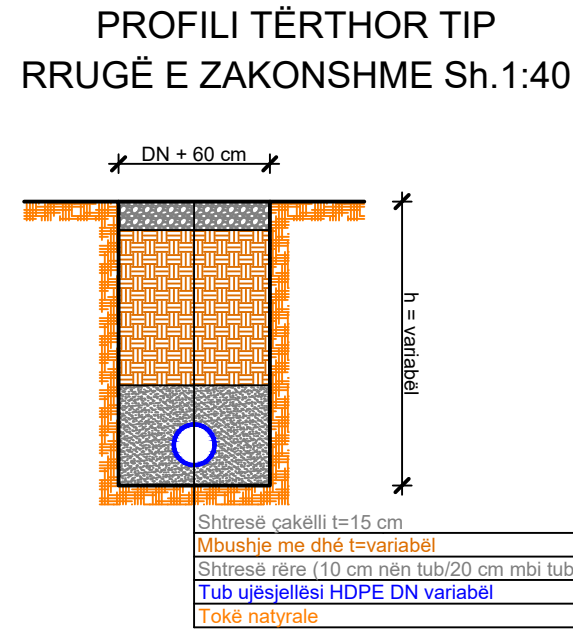 PROFILI TËRTHOR TIP
RRUGË E ZAKONSHME Sh.1:40
DN + 60 cm
h = variabël
Shtresë çakëlli t=15 cm
Mbushje me dhé t=variabël
Shtresë rëre (10 cm nën tub/20 cm mbi tub
Tub ujësjellësi HDPE DN variabël
Tokë natyrale